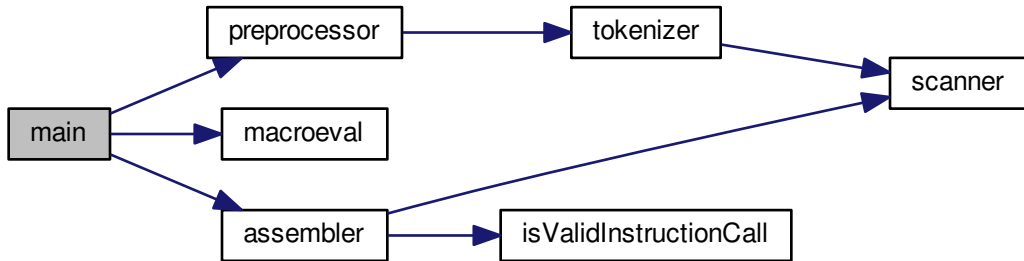 preprocessor
tokenizer
scanner
main
macroeval
assembler
isValidInstructionCall